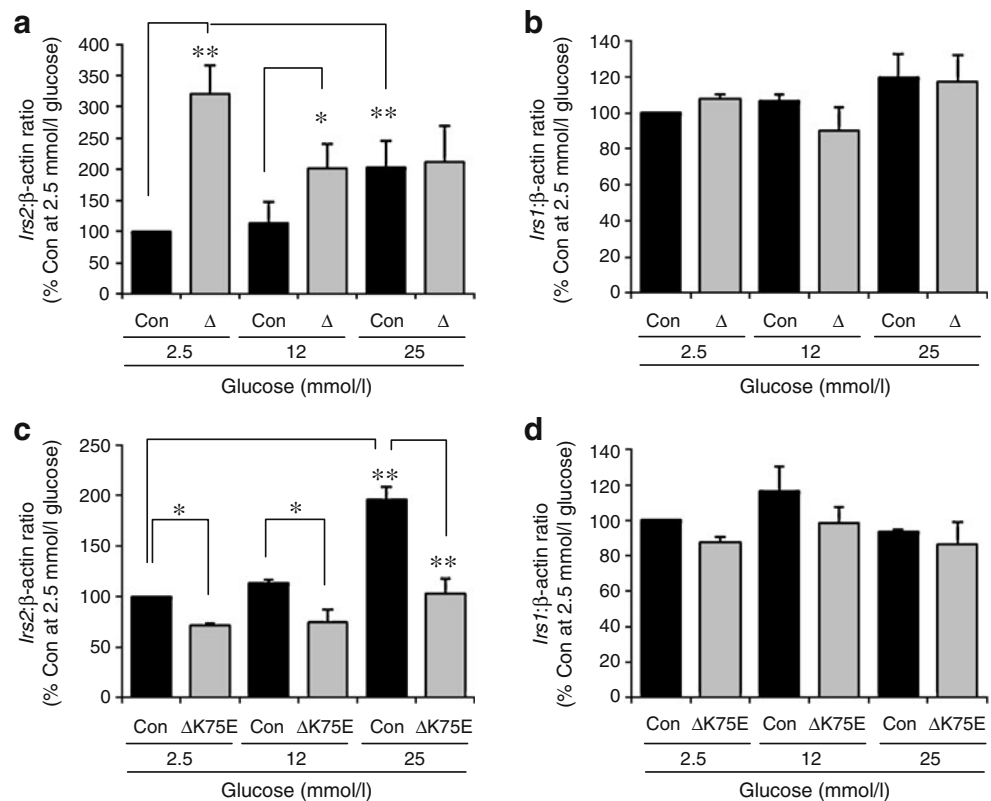 a
Irs2:β-actin ratio
(% Con at 2.5 mmol/l glucose)
400
350
300
250
200
150
100
50
0
** * **
Con Δ Con Δ Con Δ
2.5 12 25
Glucose (mmol/l)
b
Irs1:β-actin ratio
(% Con at 2.5 mmol/l glucose)
140
120
100
80
60
40
20
0
Con Δ Con Δ Con Δ
2.5 12 25
Glucose (mmol/l)
c
Irs2:β-actin ratio
(% Con at 2.5 mmol/l glucose)
250
200
150
100
50
0
* * ** **
Con ΔK75E Con ΔK75E Con ΔK75E
2.5 12 25
Glucose (mmol/l)
d
Irs1:β-actin ratio
(% Con at 2.5 mmol/l glucose)
140
120
100
80
60
40
20
0
Con ΔK75E Con ΔK75E Con ΔK75E
2.5 12 25
Glucose (mmol/l)